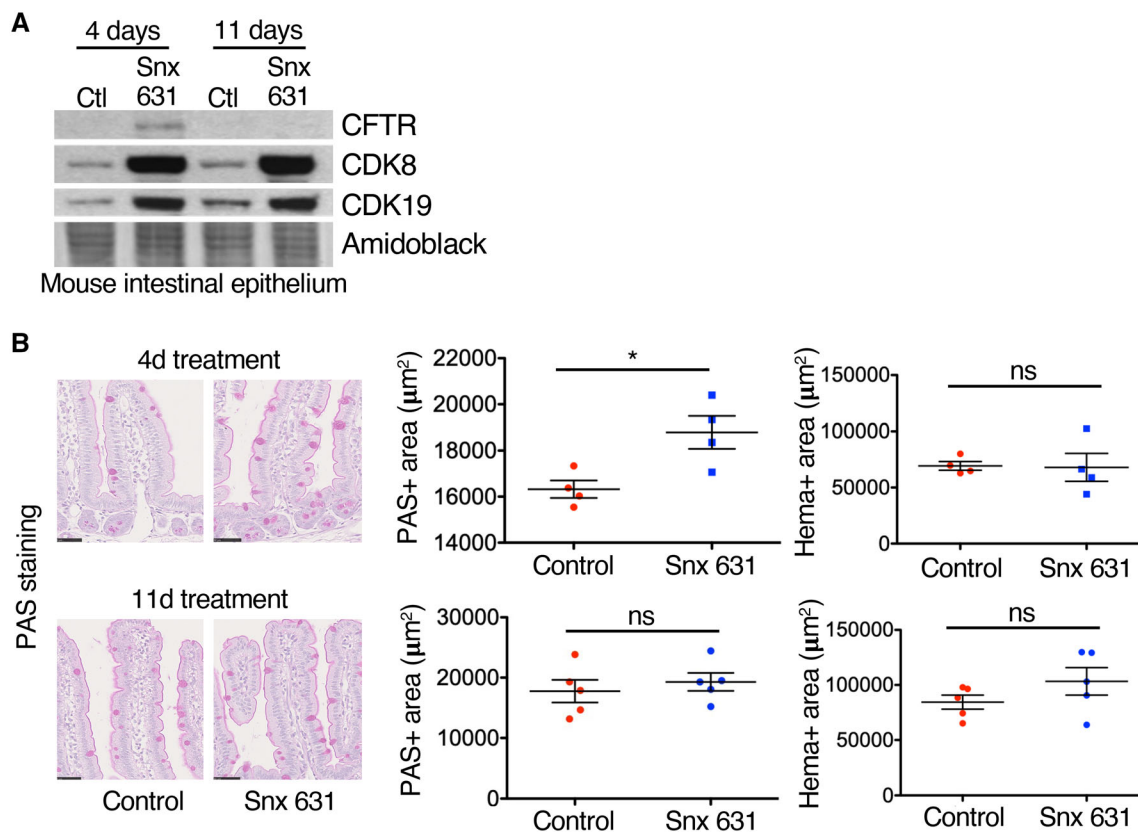 A
4 days
11 days
Ctl
Snx
631
Ctl
Snx
631
CFTR
CDK8
CDK19
Amidoblack
Mouse intestinal epithelium
B
PAS staining
4d treatment
11d treatment
Control
Snx 631
PAS+ area (μm²)
22000
20000
18000
16000
14000
*
Control
Snx 631
Hema+ area (μm²)
150000
100000
50000
0
ns
Control
Snx 631
PAS+ area (μm²)
30000
20000
10000
0
ns
Control
Snx 631
Hema+ area (μm²)
150000
100000
50000
0
ns
Control
Snx 631